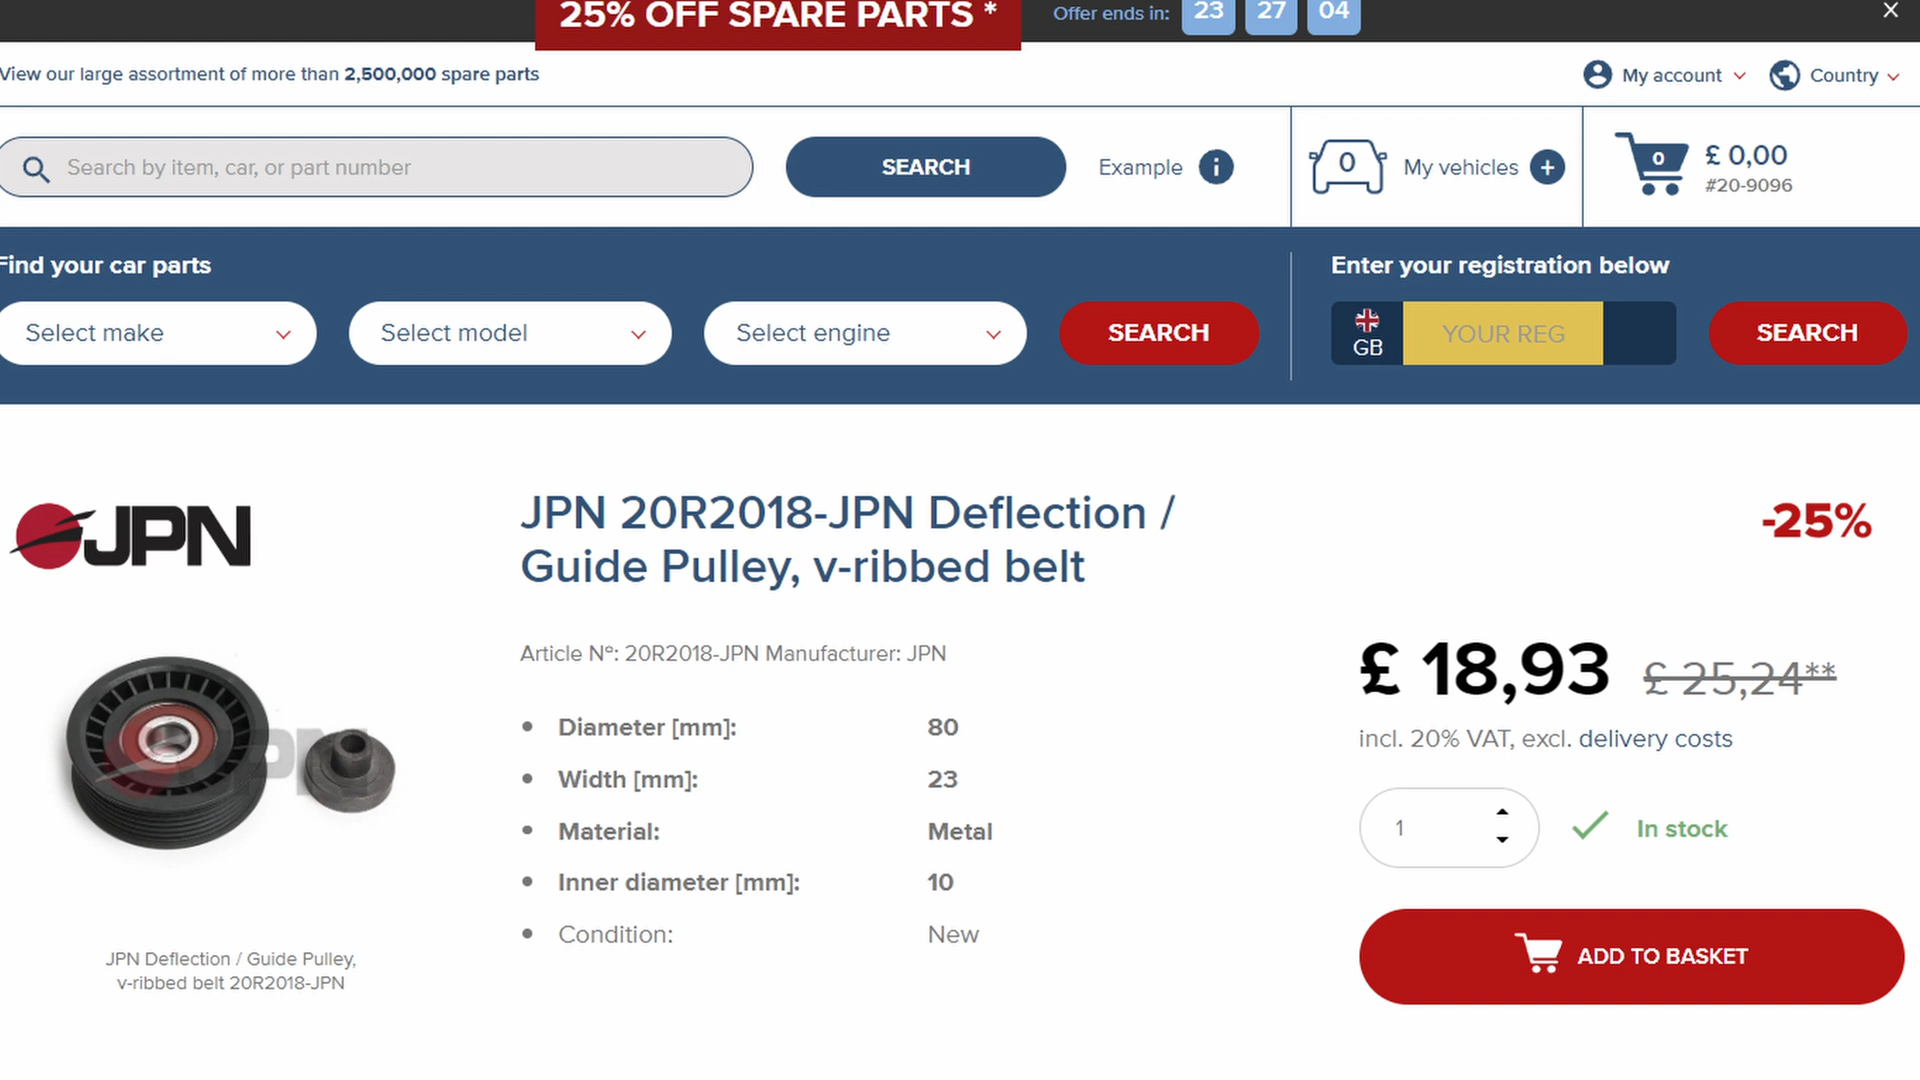 25% OFF SPARE PARTS *
Offer ends in: 23 27 04
View our large assortment of more than 2,500,000 spare parts
My account
Country
Search by item, car, or part number
SEARCH
Example
i
0
My vehicles
+
0
£ 0,00
#20-9096
Find your car parts
Select make
Select model
Select engine
SEARCH
Enter your registration below
GB
YOUR REG
SEARCH
JPN
JPN 20R2018-JPN Deflection /
Guide Pulley, v-ribbed belt
-25%
Article Nº: 20R2018-JPN Manufacturer: JPN
£ 18,93 £ 25,24**
incl. 20% VAT, excl. delivery costs
Diameter [mm]: 80
Width [mm]: 23
Material: Metal
Inner diameter [mm]: 10
Condition: New
JPN
1
In stock
ADD TO BASKET
JPN Deflection / Guide Pulley,
v-ribbed belt 20R2018-JPN